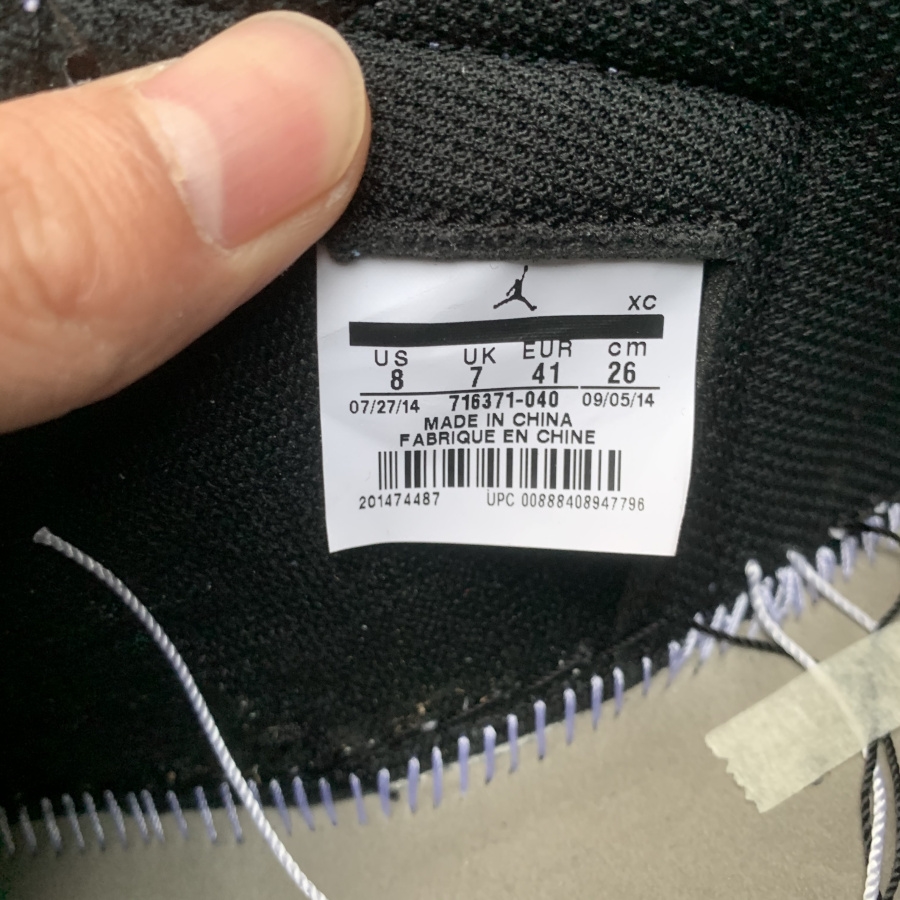 XC
US UK EUR cm
8 7 41 26
07/27/14 716371-040 09/05/14
MADE IN CHINA
FABRIQUE EN CHINE
201474487 UPC 00888408947796